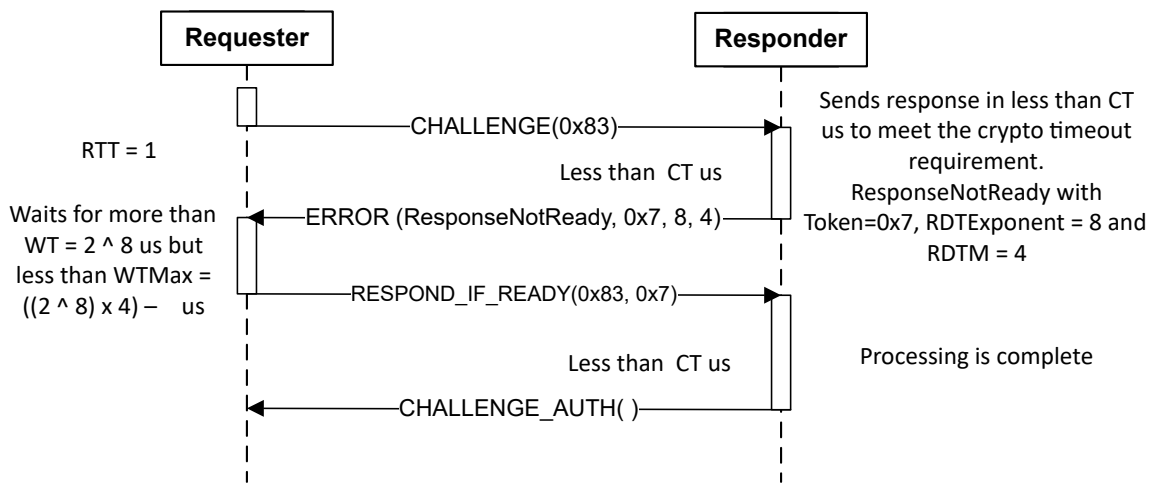 Requester
Responder
CHALLENGE(0x83)
Sends response in less than CT
us to meet the crypto timeout
requirement.
ResponseNotReady with
Token=0x7, RDTExponent = 8 and
RDTM = 4
RTT = 1
Less than CT us
Waits for more than
WT = 2 ^ 8 us but
less than WTMax =
((2 ^ 8) x 4) – us
ERROR (ResponseNotReady, 0x7, 8, 4)
RESPOND_IF_READY(0x83, 0x7)
Less than CT us
Processing is complete
CHALLENGE_AUTH( )